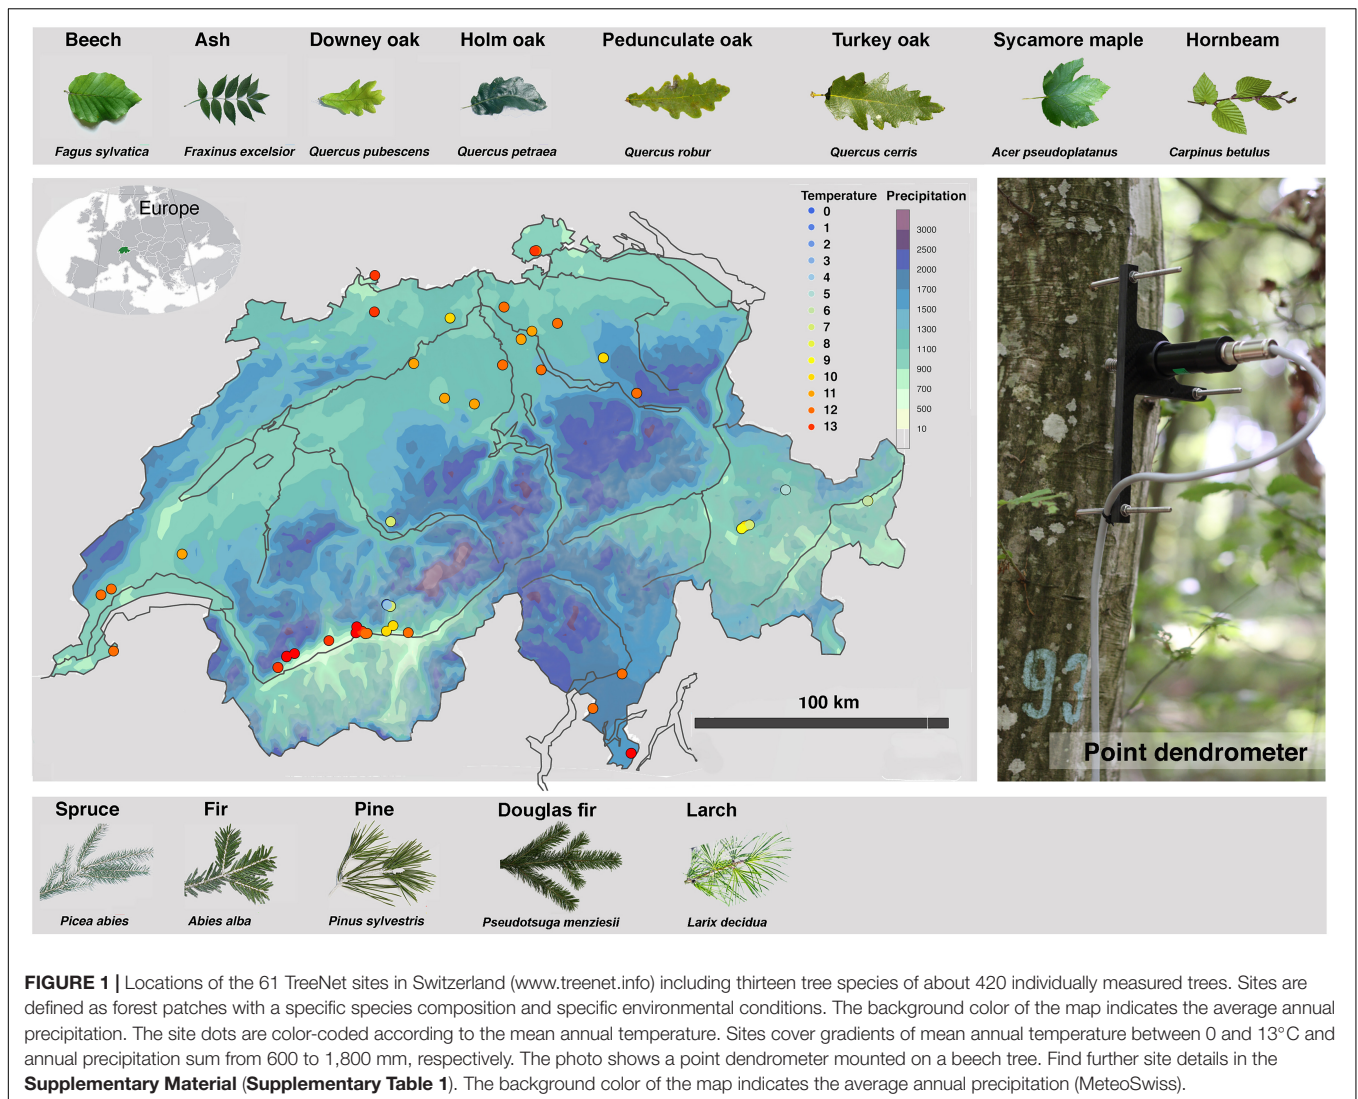 Beech Ash Downey oak Holm oak Pedunculate oak Turkey oak Sycamore maple Hornbeam
Fagus sylvatica Fraxinus excelsior Quercus pubescens Quercus petraea Quercus robur Quercus cerris Acer pseudoplatanus Carpinus betulus
Europe
Temperature Precipitation
0
1
2
3
4
5
6
7
8
9
10
11
12
13
3000
2500
2000
1700
1500
1300
1100
900
700
500
10
100 km
93
Point dendrometer
Spruce Fir Pine Douglas fir Larch
Picea abies Abies alba Pinus sylvestris Pseudotsuga menziesii Larix decidua
FIGURE 1 | Locations of the 61 TreeNet sites in Switzerland (www.treenet.info) including thirteen tree species of about 420 individually measured trees. Sites are
defined as forest patches with a specific species composition and specific environmental conditions. The background color of the map indicates the average annual
precipitation. The site dots are color-coded according to the mean annual temperature. Sites cover gradients of mean annual temperature between 0 and 13°C and
annual precipitation sum from 600 to 1,800 mm, respectively. The photo shows a point dendrometer mounted on a beech tree. Find further site details in the
Supplementary Material (Supplementary Table 1). The background color of the map indicates the average annual precipitation (MeteoSwiss).